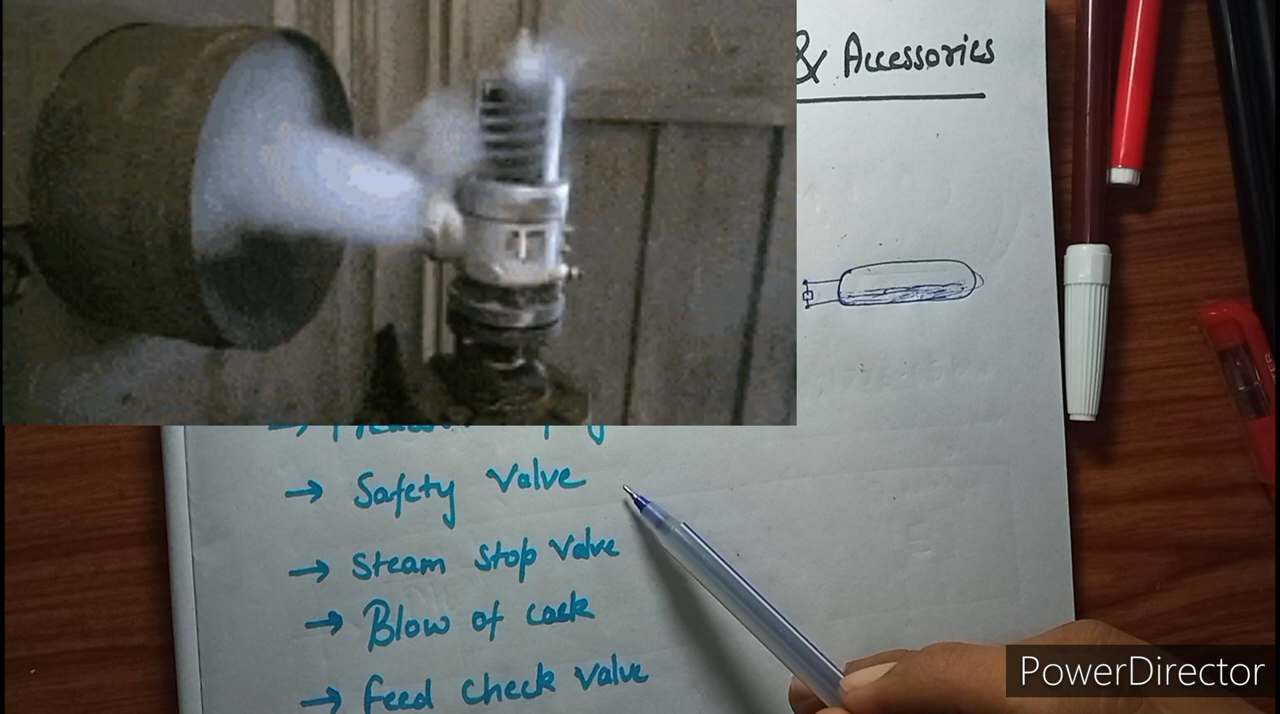 & Accessories
→ Safety Valve
→ Steam Stop Valve
→ Blow of cock
→ Feed Check Valve
PowerDirector